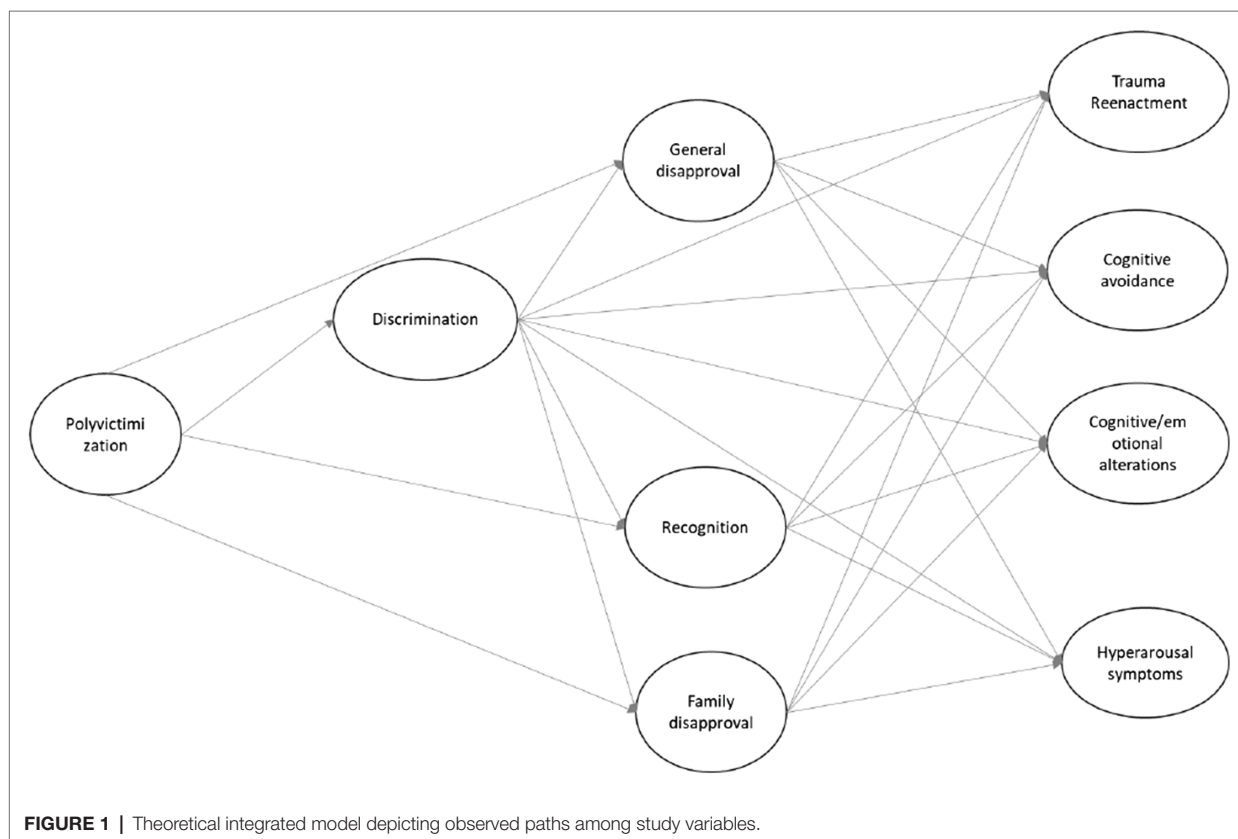 Trauma
Reenactment
General
disapproval
Cognitive
avoidance
Discrimination
Polyvictimi
zation
Cognitive/em
otional
alterations
Recognition
Hyperarousal
symptoms
Family
disapproval
FIGURE 1 | Theoretical integrated model depicting observed paths among study variables.